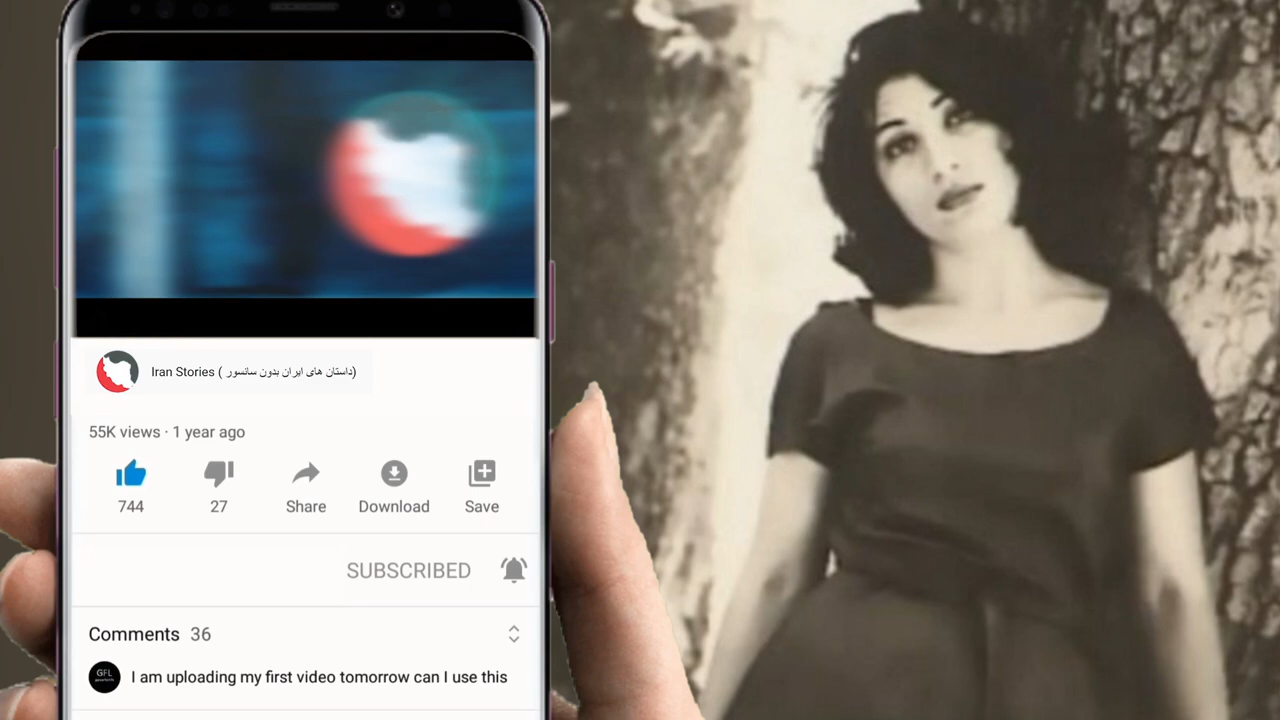 Iran Stories ( داستان های ایران بدون سانسور)
55K views · 1 year ago
744
27
Share
Download
Save
SUBSCRIBED
Comments 36
GFL
I am uploading my first video tomorrow can I use this